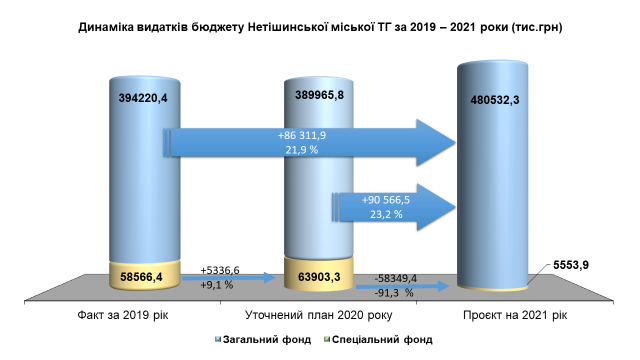 Динаміка видатків бюджету Нетішинської міської ТГ за 2019 – 2021 роки (тис.грн)
394220,4
389965,8
480532,3
+86 311,9
21,9 %
+90 566,5
23,2 %
58566,4
+5336,6
+9,1 %
63903,3
-58349,4
-91,3 %
5553,9
Факт за 2019 рік
Уточнений план 2020 року
Проєкт на 2021 рік
Загальний фонд
Спеціальний фонд